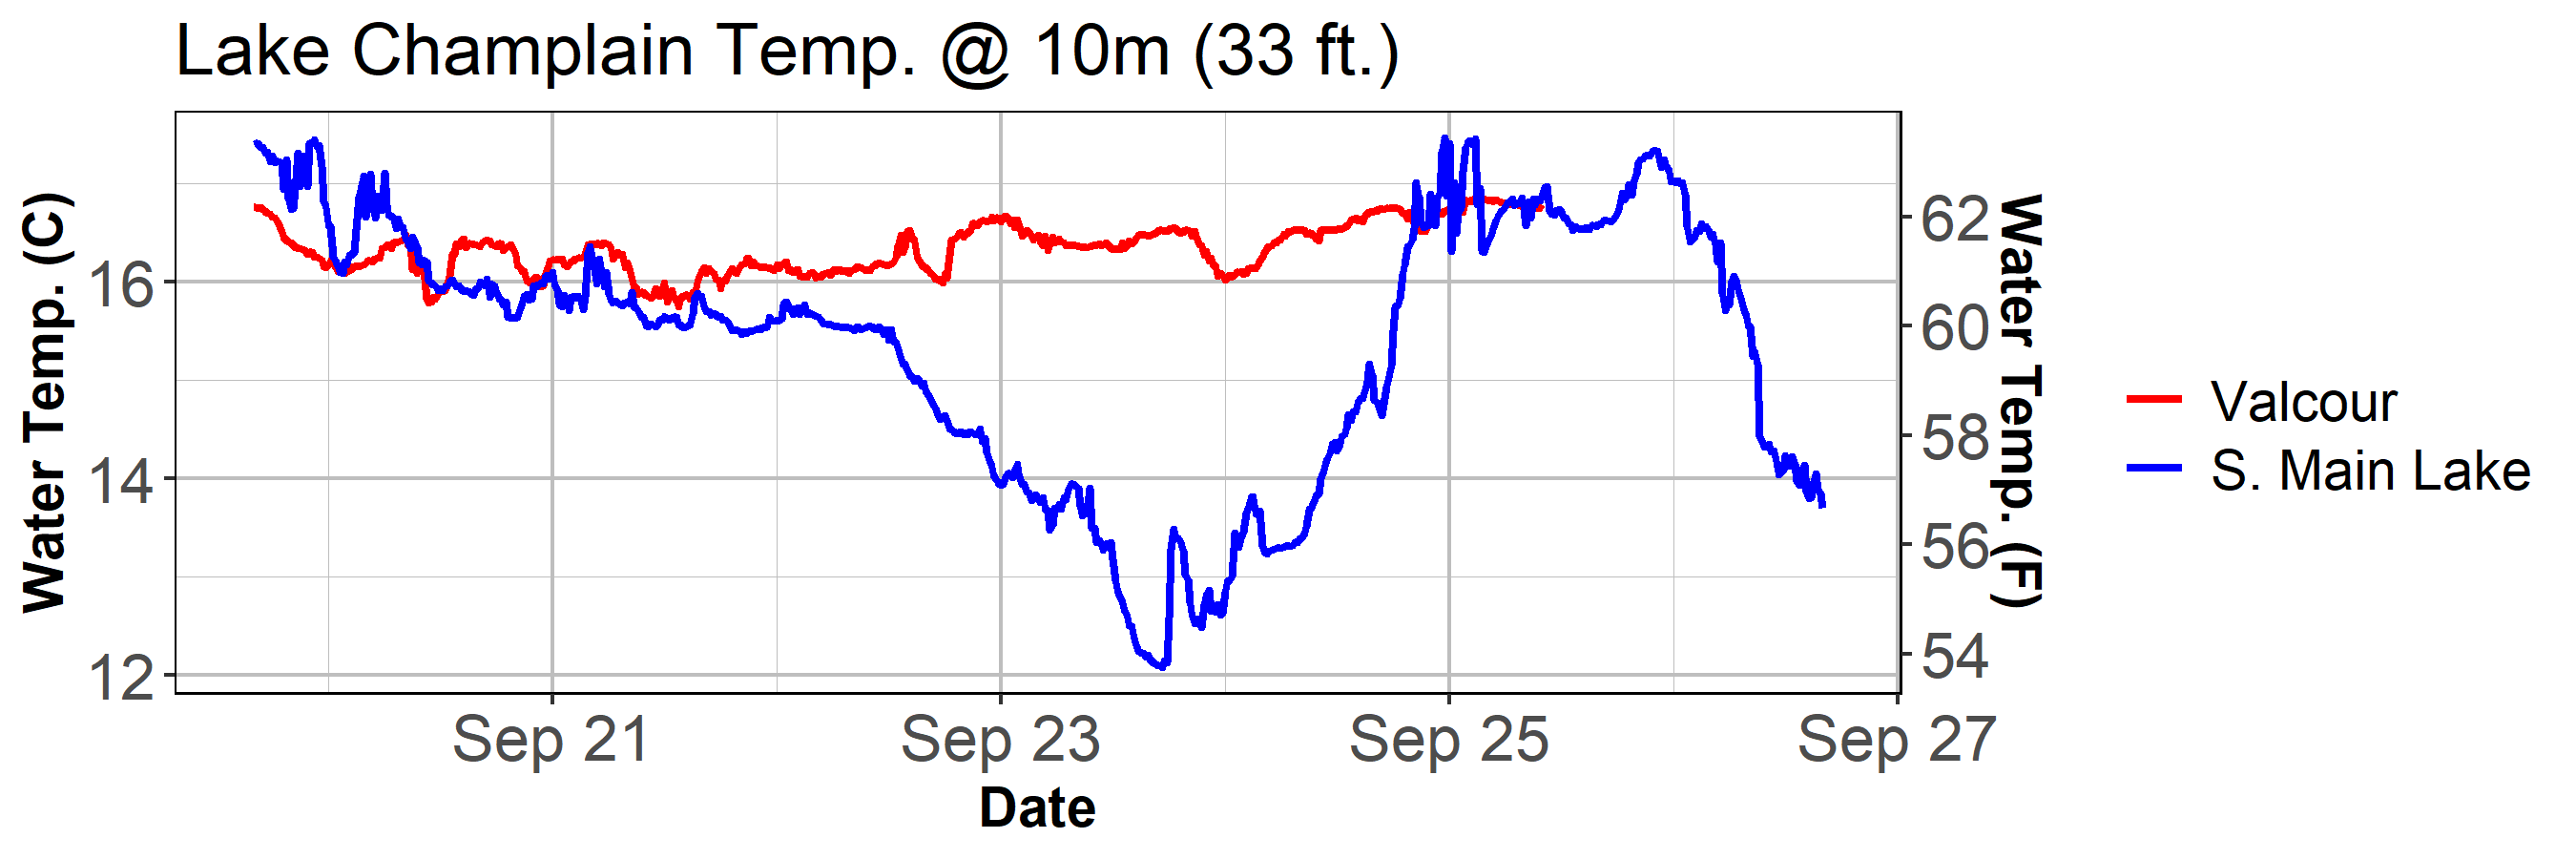 Lake Champlain Temp. @ 10m (33 ft.)
Water Temp. (C)
16
14
12
62
60
58
56
54
Water Temp. (F)
Sep 21
Sep 23
Sep 25
Sep 27
Date
Valcour
S. Main Lake